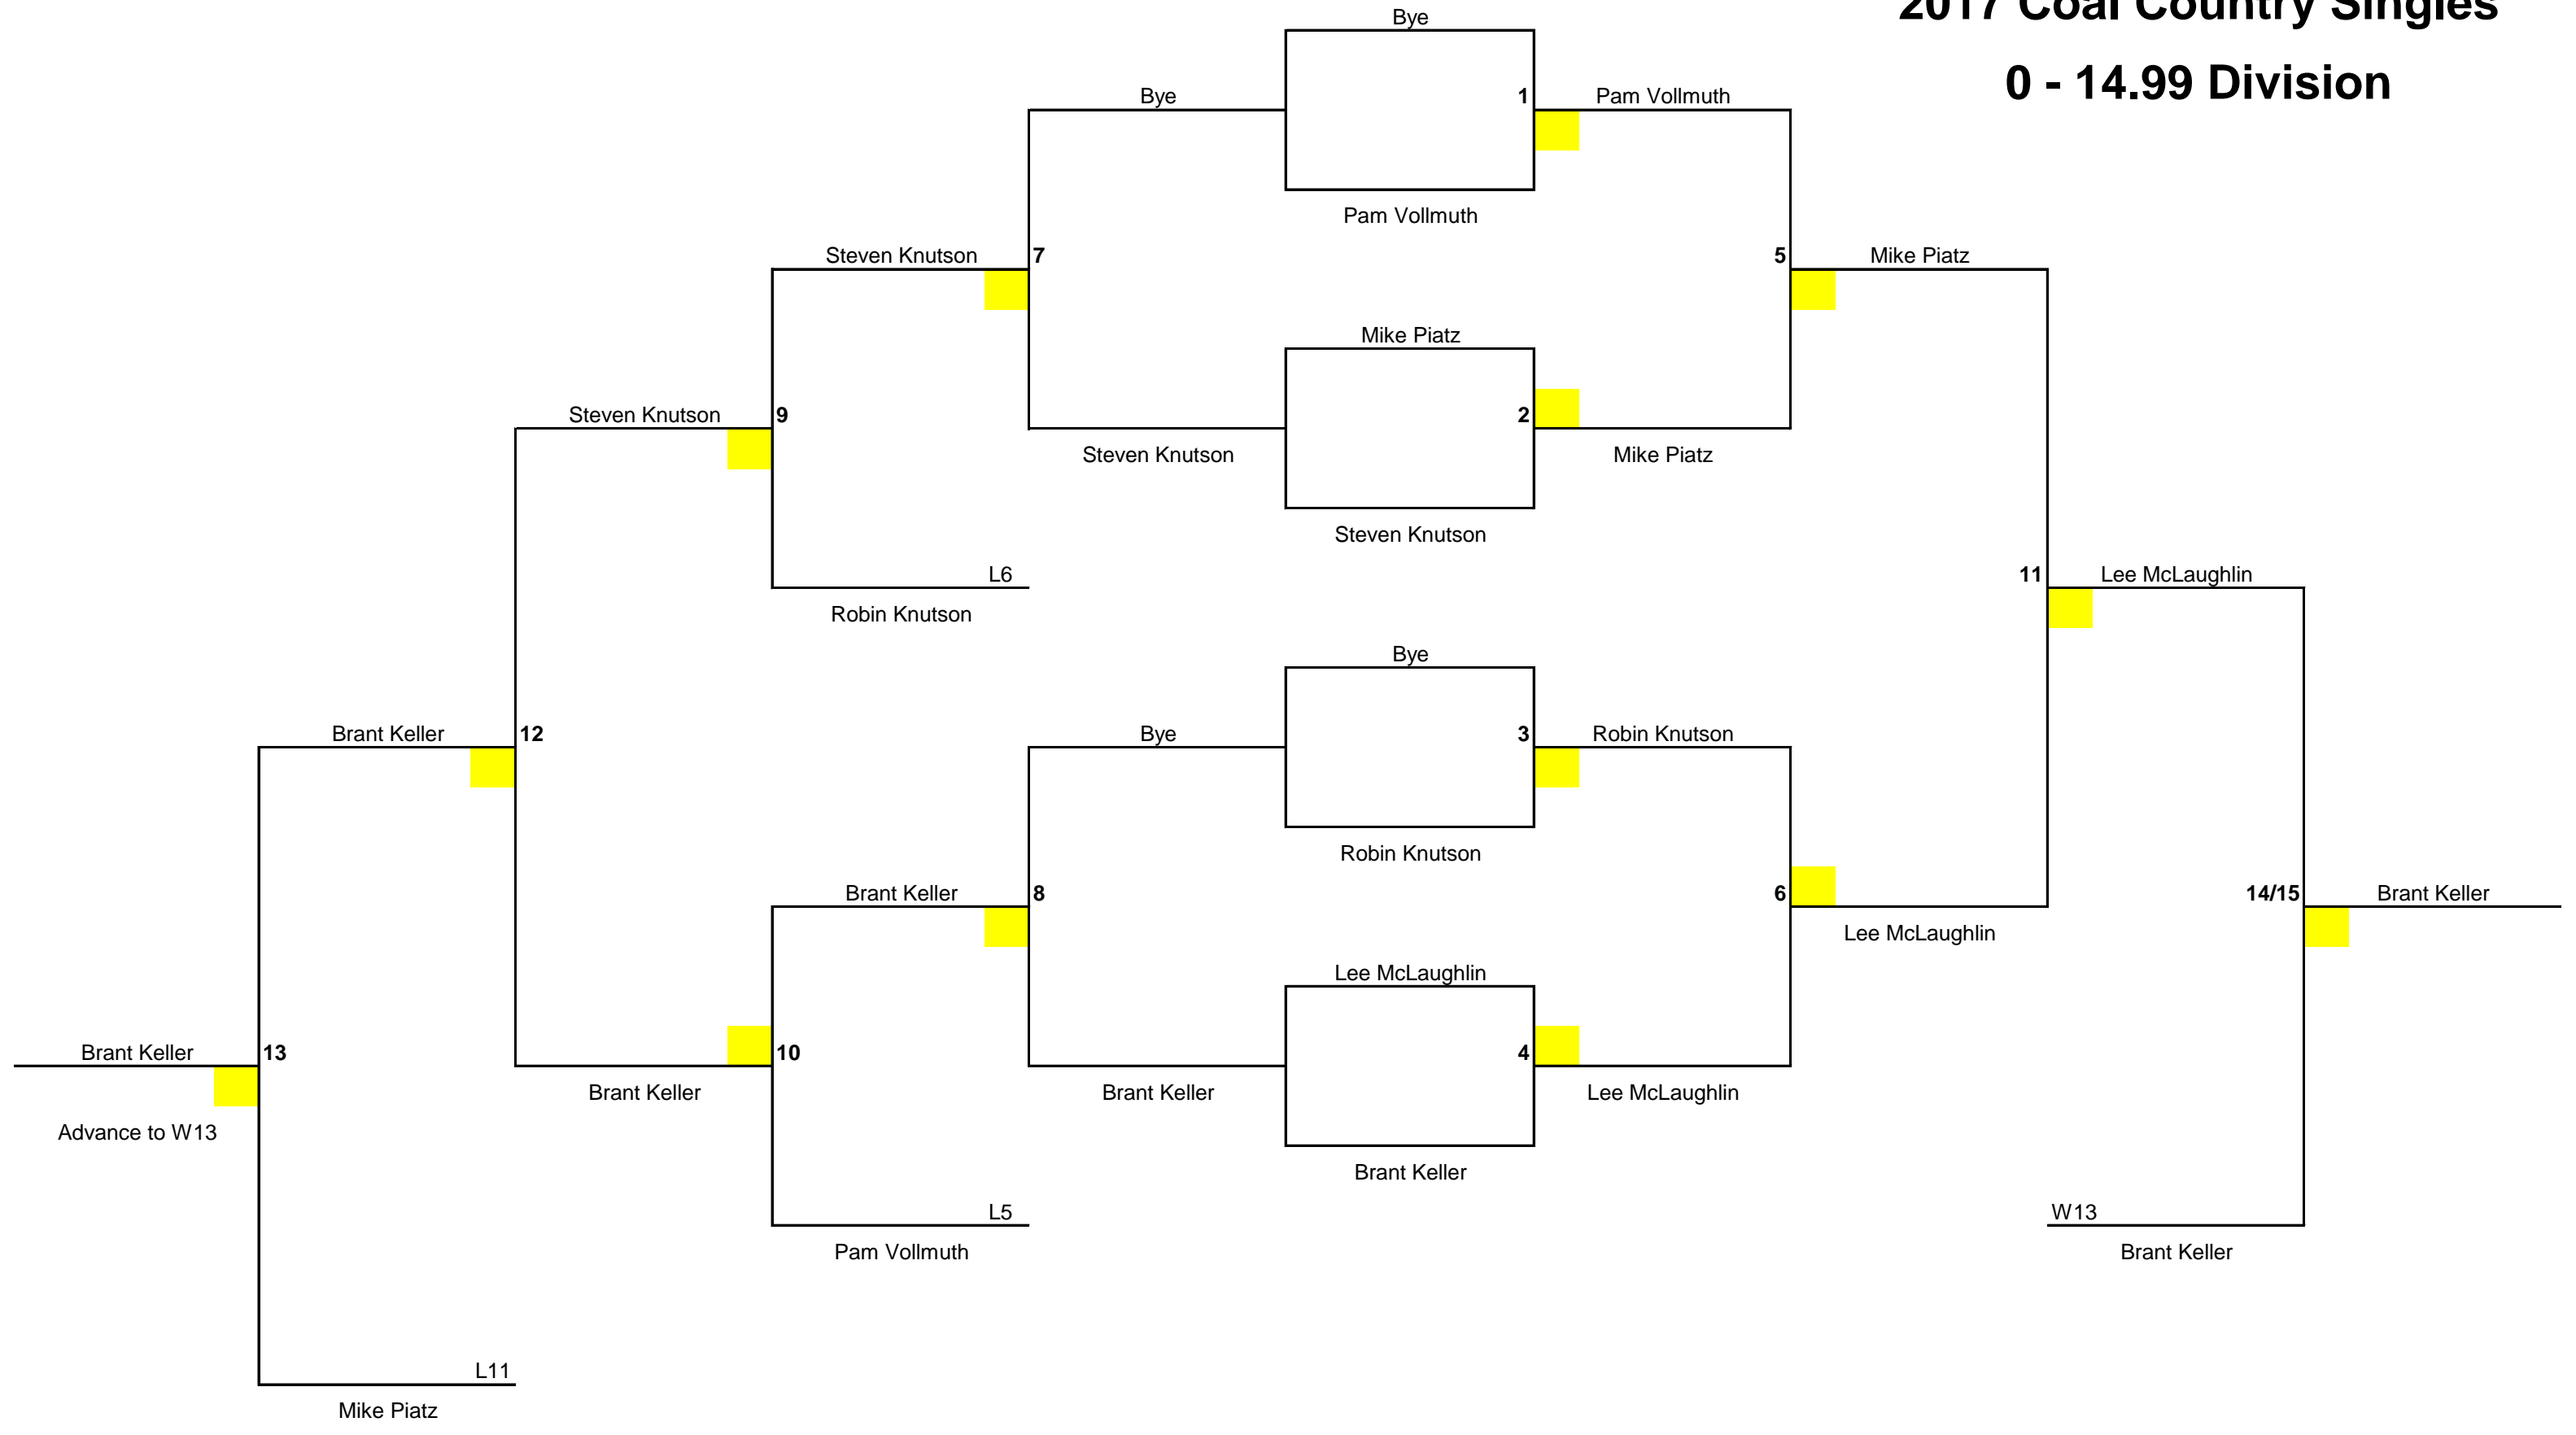 2017 Coal Country Singles
Bye
0 - 14.99 Division
Bye
1
Pam Vollmuth
Pam Vollmuth
Steven Knutson
7
5
Mike Piatz
Mike Piatz
Steven Knutson
9
2
Steven Knutson
Mike Piatz
Steven Knutson
L6
11
Lee McLaughlin
Robin Knutson
Bye
Brant Keller
12
Bye
3
Robin Knutson
Robin Knutson
Brant Keller
8
6
14/15
Brant Keller
Lee McLaughlin
Lee McLaughlin
Brant Keller
13
10
4
Brant Keller
Brant Keller
Lee McLaughlin
Advance to W13
Brant Keller
L5
W13
Pam Vollmuth
Brant Keller
L11
Mike Piatz